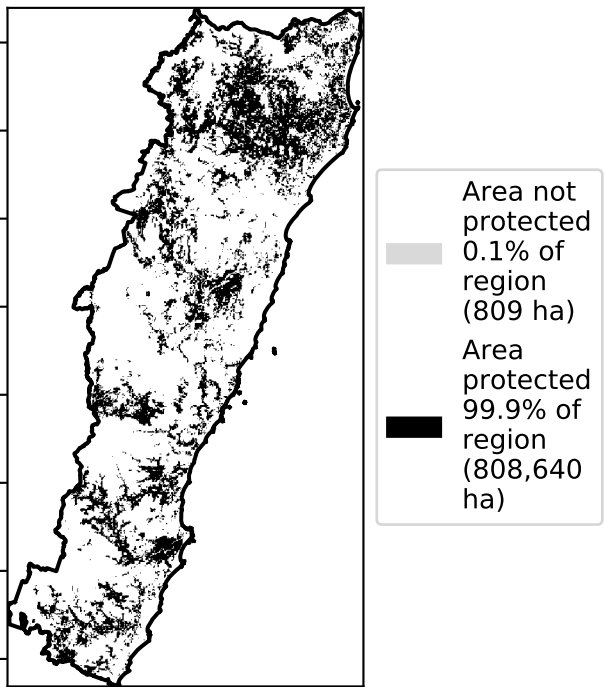 Area not
protected
0.1% of
region
(809 ha)
Area
protected
99.9% of
region
(808,640
ha)